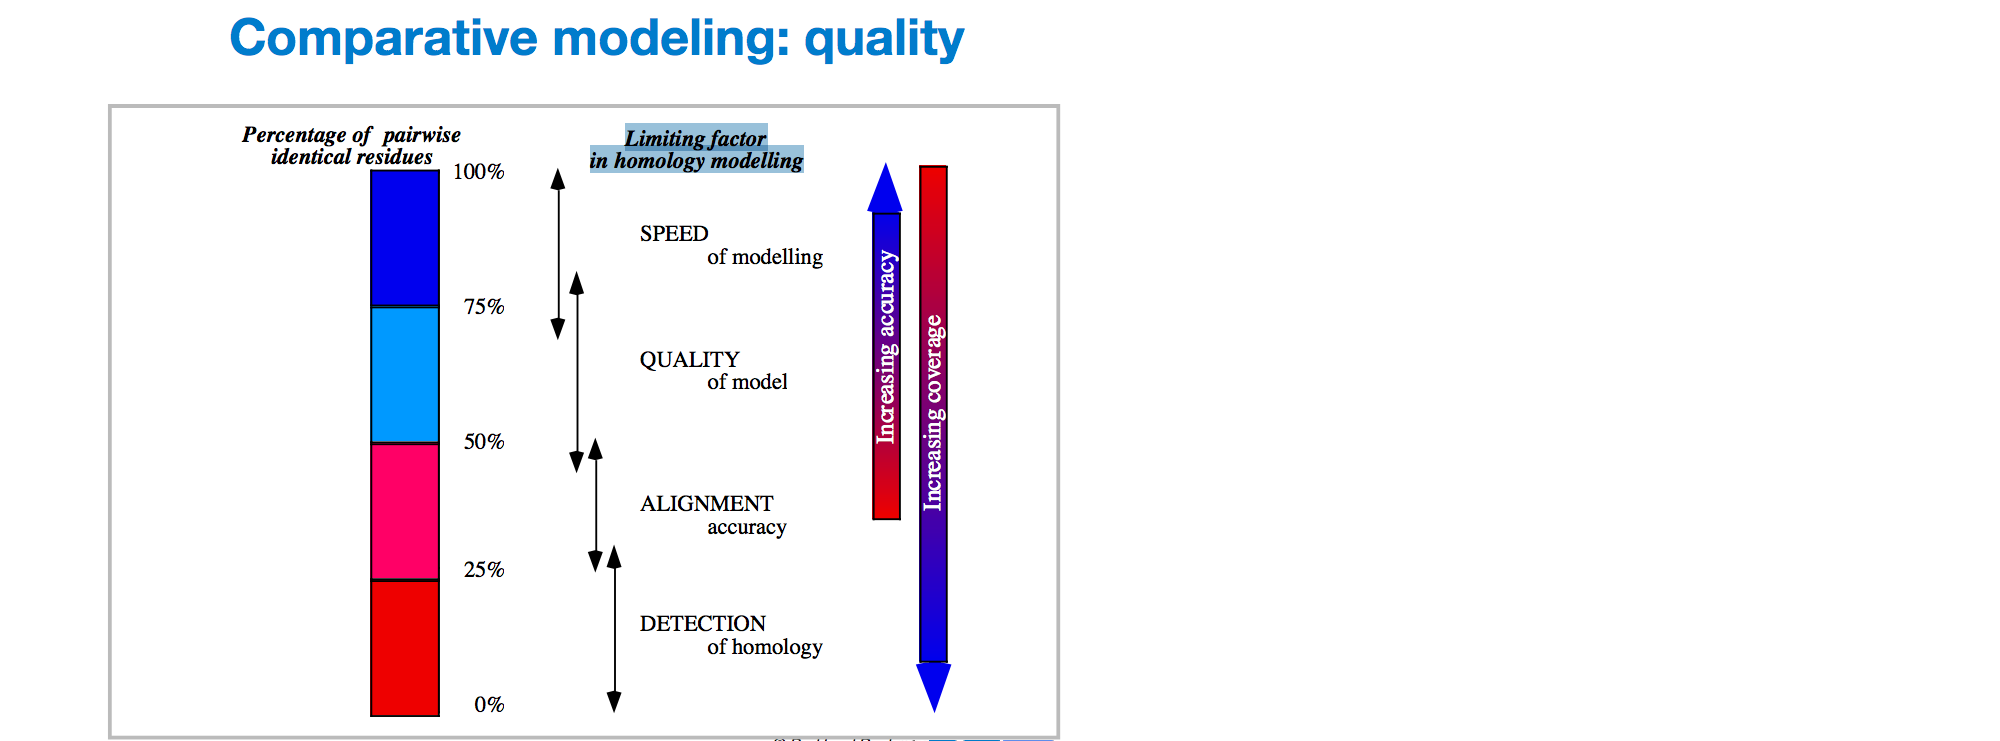 Comparative modeling: quality
Percentage of pairwise
identical residues
Limiting factor
in homology modelling
100%
SPEED
of modelling
75%
QUALITY
of model
50%
ALIGNMENT
accuracy
25%
DETECTION
of homology
0%
Increasing accuracy
Increasing coverage